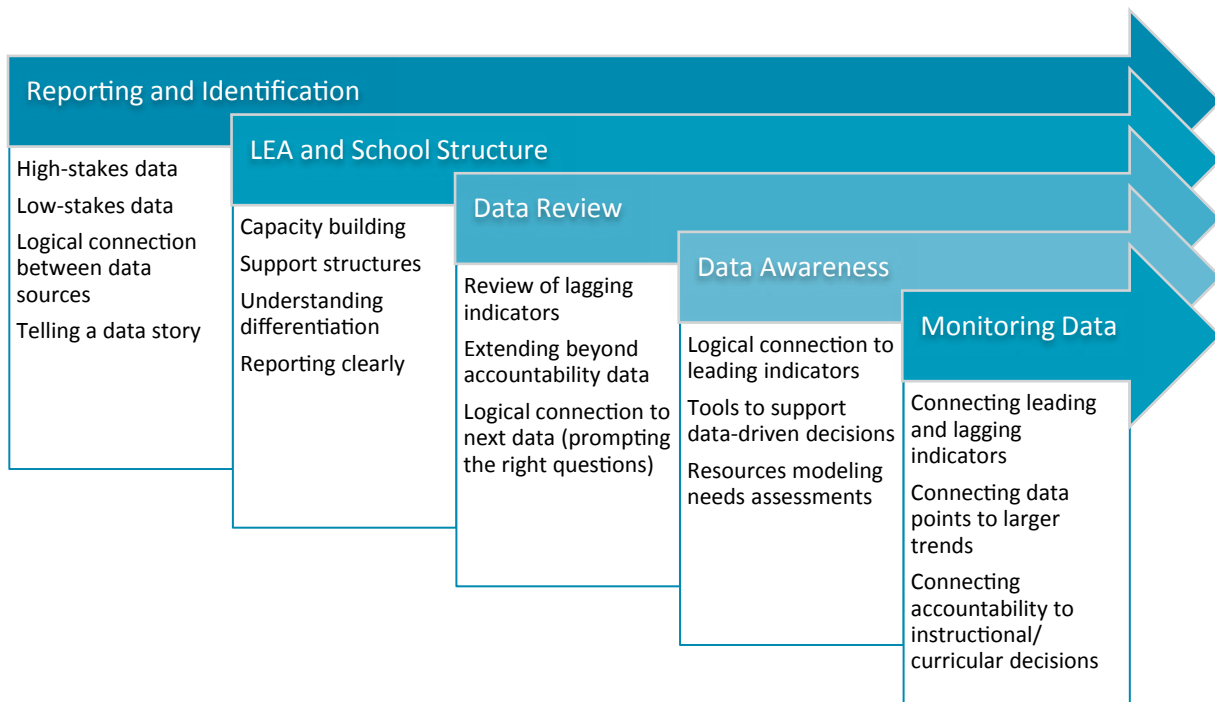 Reporting and Identification
High-stakes data
Low-stakes data
Logical connection
between data
sources
Telling a data story
LEA and School Structure
Capacity building
Support structures
Understanding
differentiation
Reporting clearly
Data Review
Review of lagging
indicators
Extending beyond
accountability data
Logical connection to
next data (prompting
the right questions)
Data Awareness
Logical connection to
leading indicators
Tools to support
data-driven decisions
Resources modeling
needs assessments
Monitoring Data
Connecting leading
and lagging
indicators
Connecting data
points to larger
trends
Connecting
accountability to
instructional/
curricular decisions